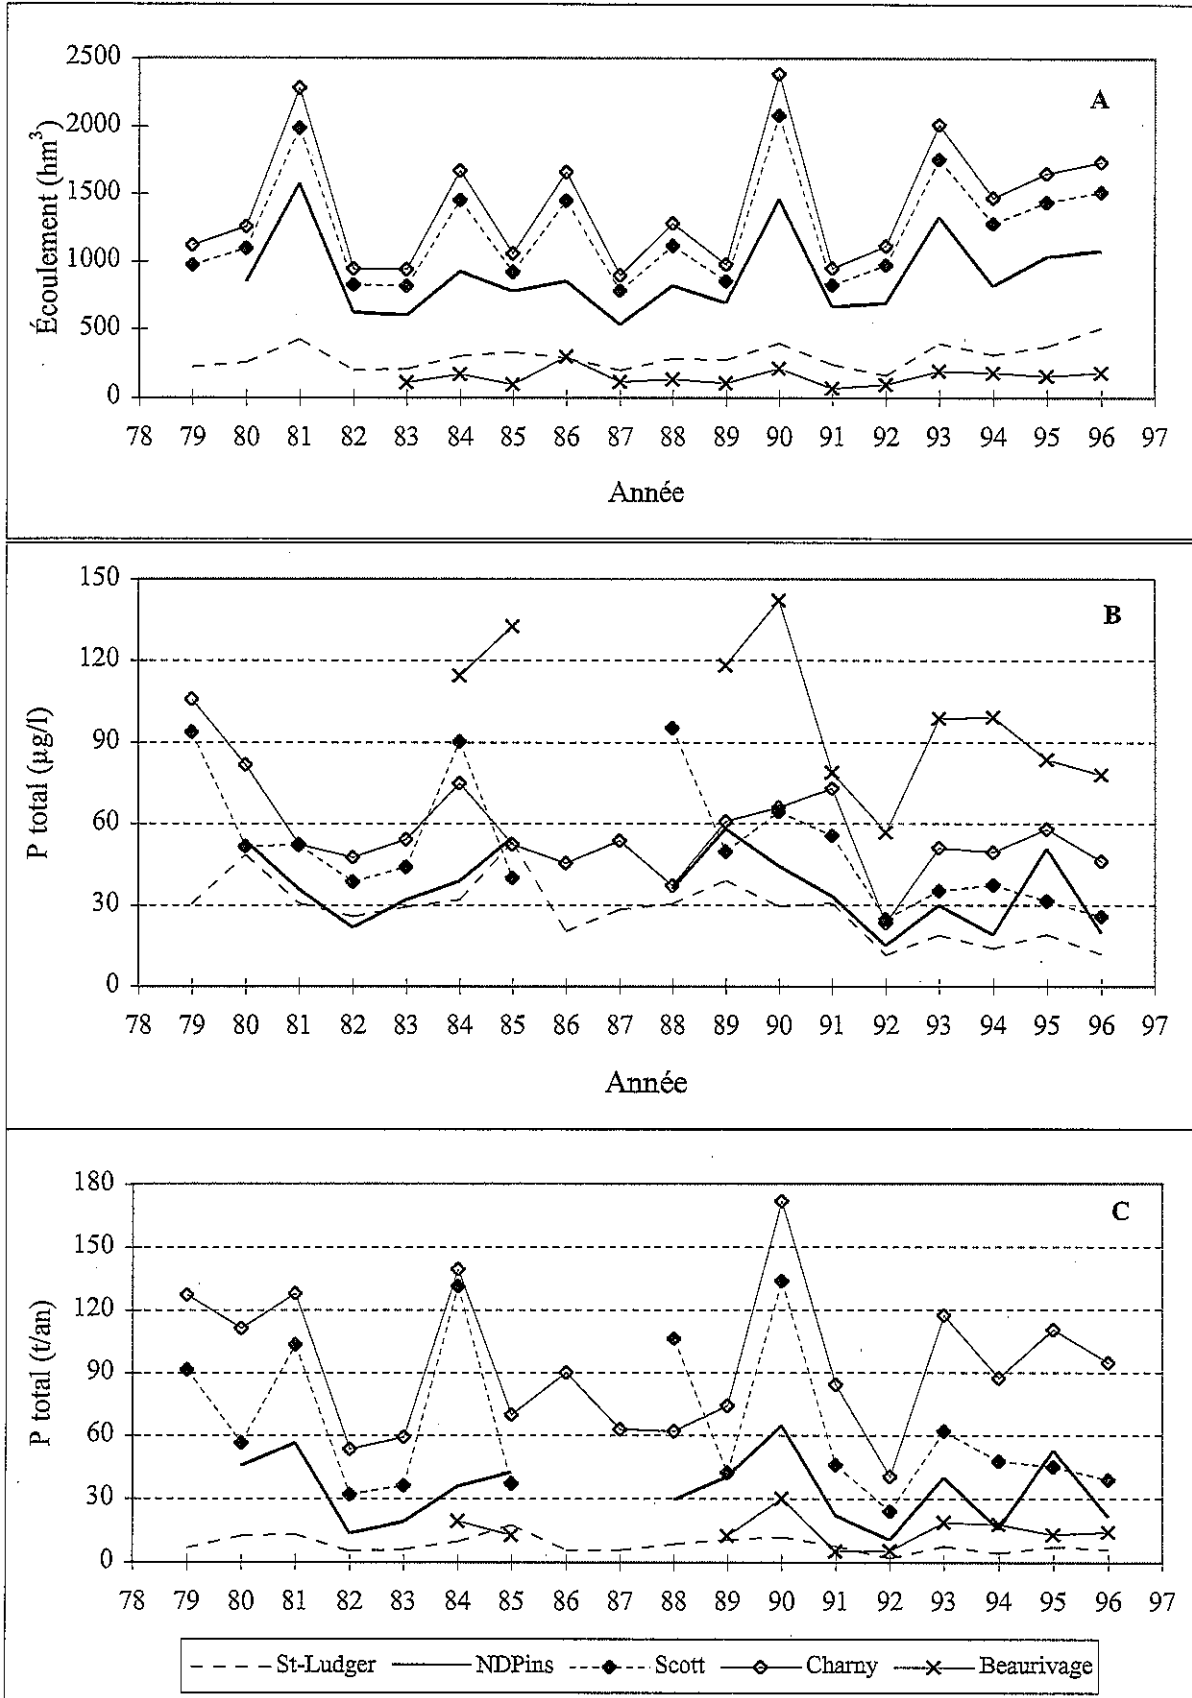 A
Écoulement (hm³)
2500
2000
1500
1000
500
0
78 79 80 81 82 83 84 85 86 87 88 89 90 91 92 93 94 95 96 97
Année
B
P total (µg/l)
150
120
90
60
30
0
78 79 80 81 82 83 84 85 86 87 88 89 90 91 92 93 94 95 96 97
Année
C
P total (t/an)
180
150
120
90
60
30
0
78 79 80 81 82 83 84 85 86 87 88 89 90 91 92 93 94 95 96 97
St-Ludger NDPins Scott Charny Beaurivage